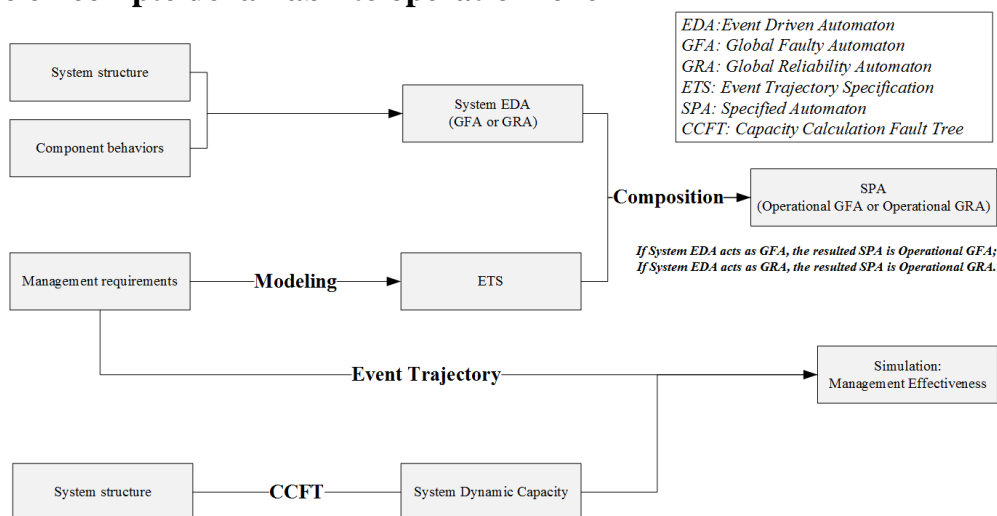 EDA:Event Driven Automaton
GFA: Global Faulty Automaton
GRA: Global Reliability Automaton
ETS: Event Trajectory Specification
SPA: Specified Automaton
CCFT: Capacity Calculation Fault Tree
System structure
Component behaviors
System EDA
(GFA or GRA)
Composition
SPA
(Operational GFA or Operational GRA)
If System EDA acts as GFA, the resulted SPA is Operational GFA;
If System EDA acts as GRA, the resulted SPA is Operational GRA.
Management requirements
Modeling
ETS
Event Trajectory
Simulation:
Management Effectiveness
System structure
CCFT
System Dynamic Capacity